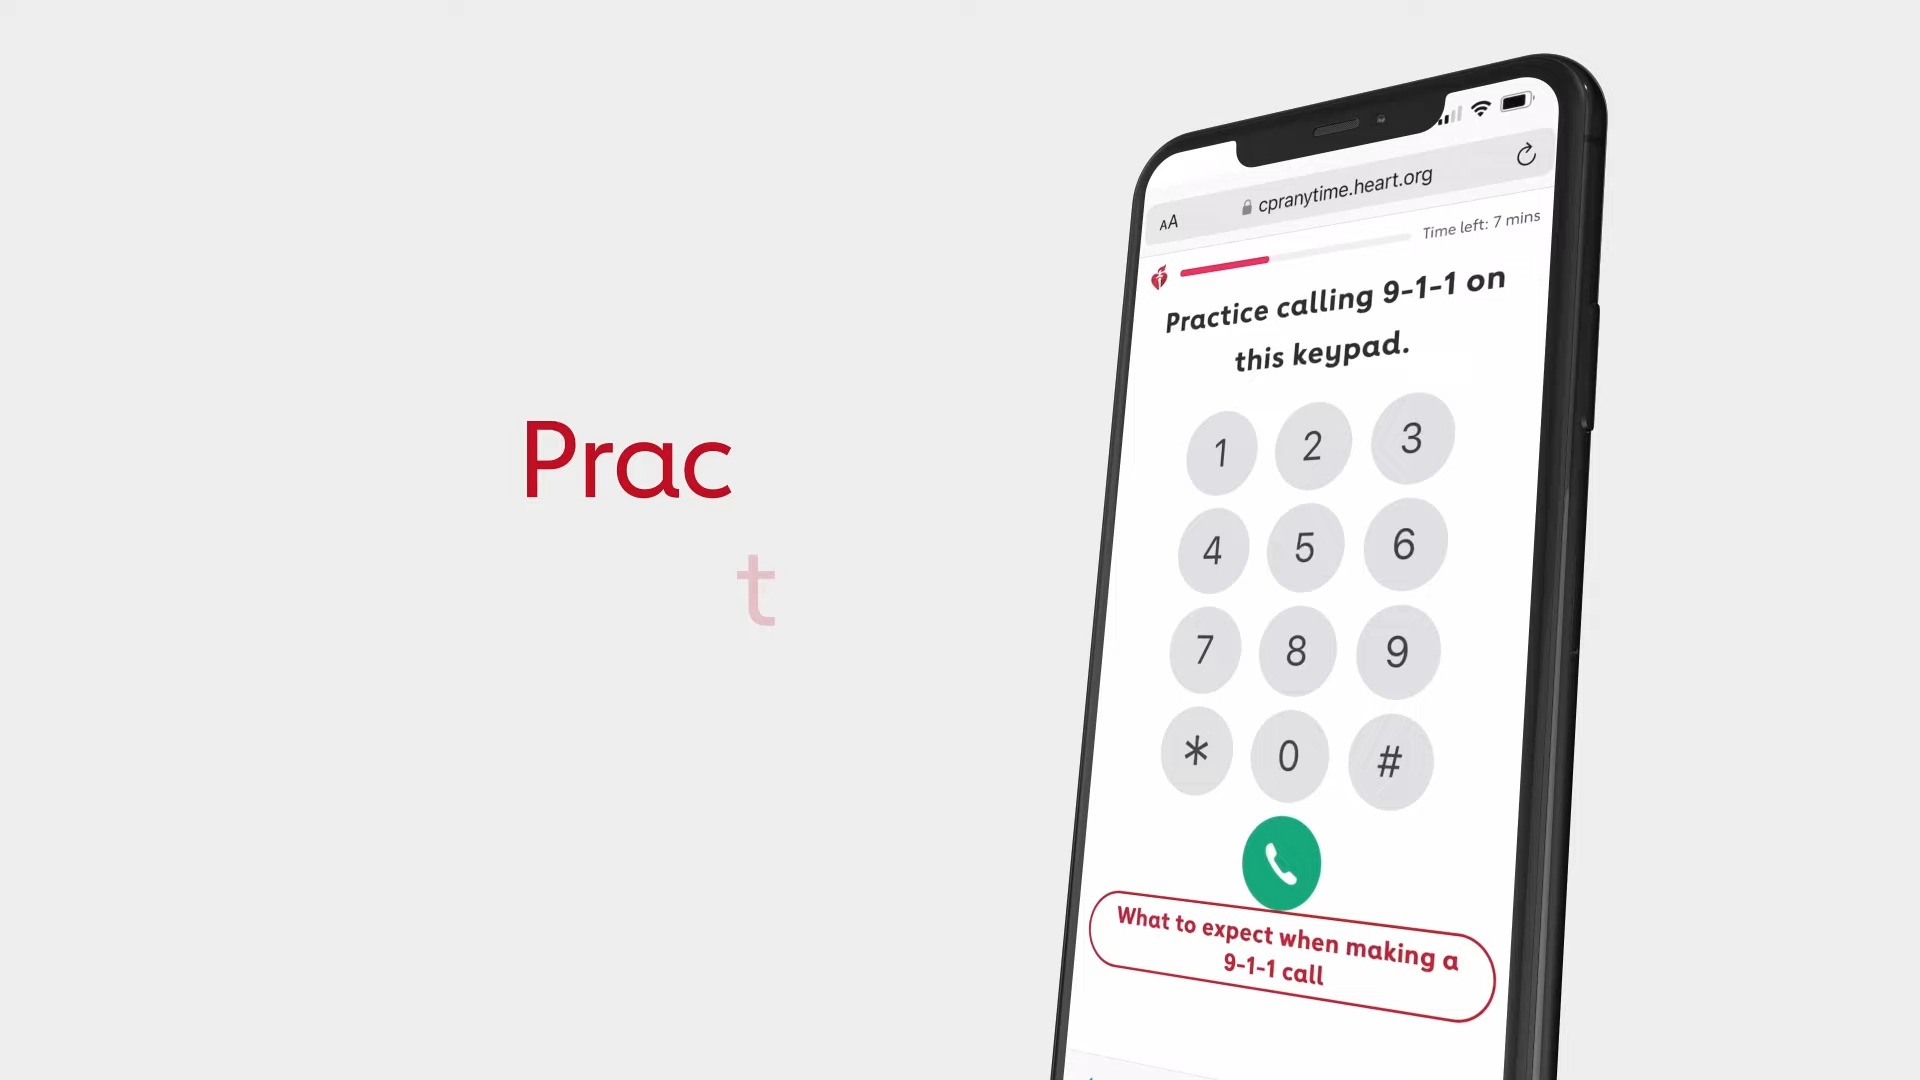 Prac
t
AA
cpranytime.heart.org
Time left: 7 mins
Practice calling 9-1-1 on
this keypad.
1 2 3
4 5 6
7 8 9
* 0 #
What to expect when making a
9-1-1 call